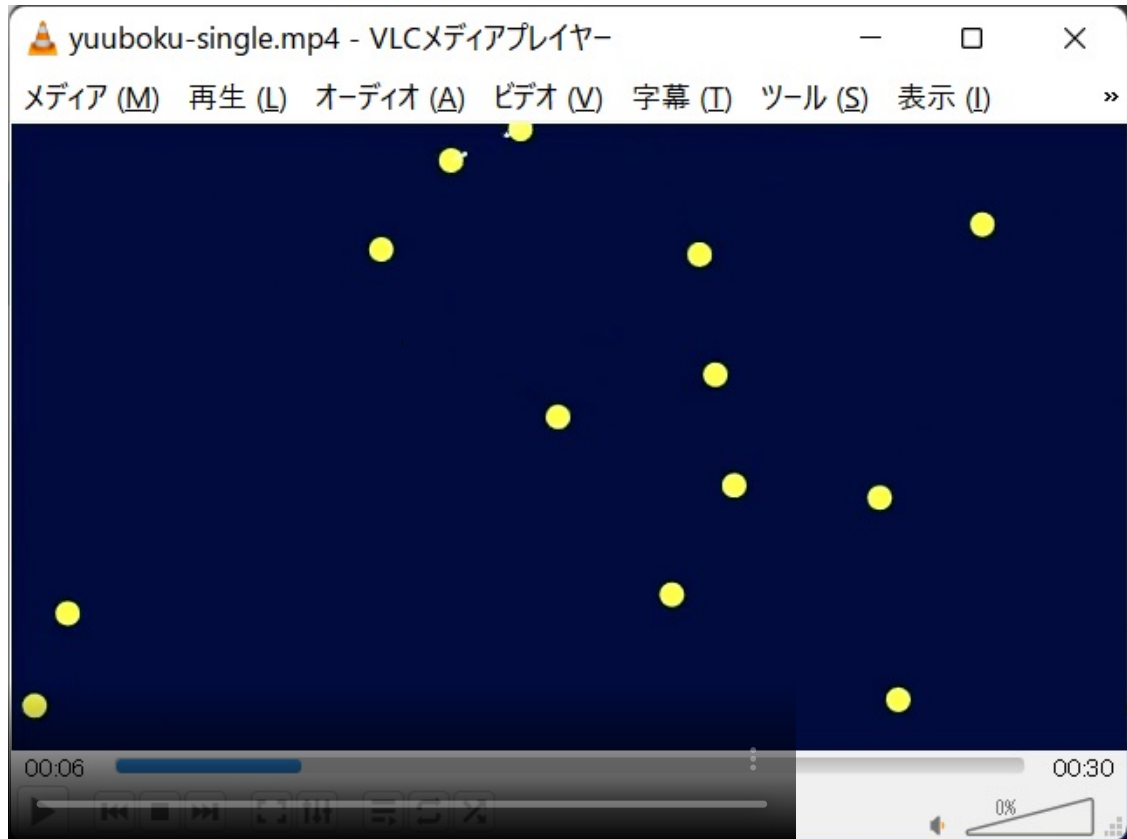 yuuboku-single.mp4 - VLCメディアプレイヤー
メディア (M) 再生 (L) オーディオ (A) ビデオ (V) 字幕 (T) ツール (S) 表示 (I) »
00:06 00:30
0%